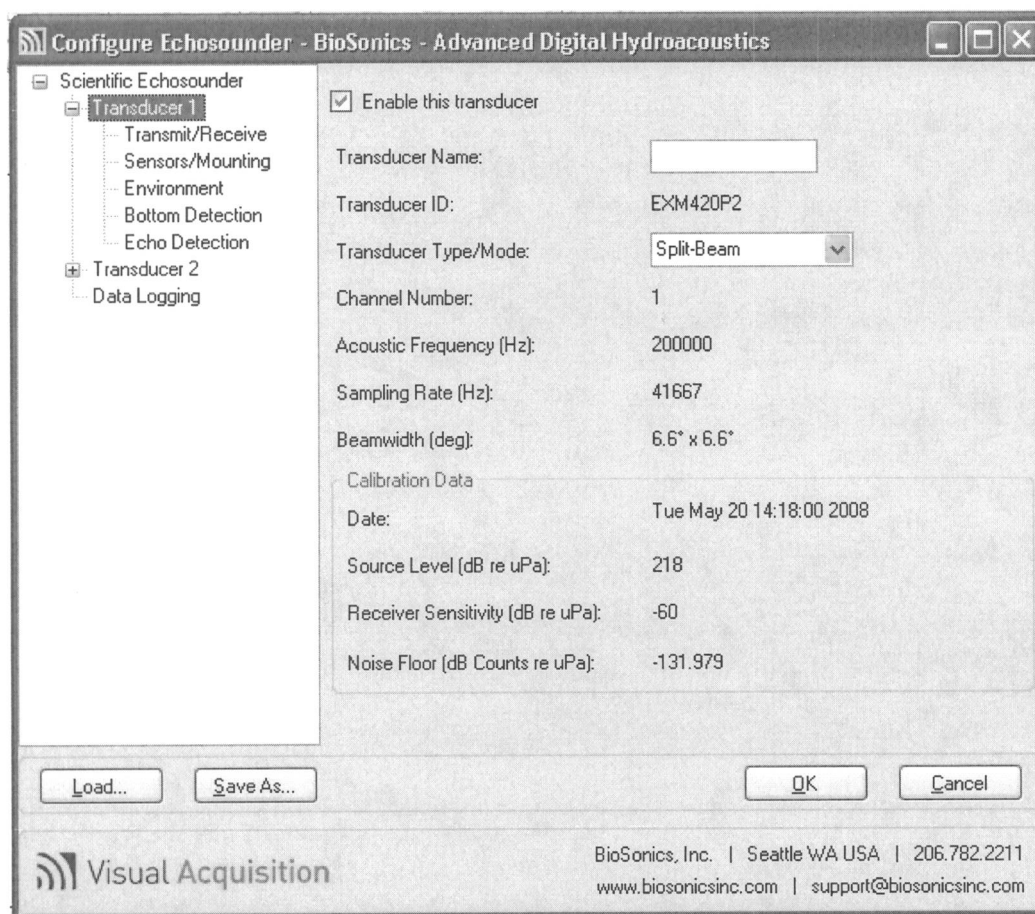 Configure Echosounder - BioSonics - Advanced Digital Hydroacoustics
Scientific Echosounder
Transducer 1
Transmit/Receive
Sensors/Mounting
Environment
Bottom Detection
Echo Detection
Transducer 2
Data Logging
Enable this transducer
Transducer Name:
Transducer ID: EXM420P2
Transducer Type/Mode: Split-Beam
Channel Number: 1
Acoustic Frequency (Hz): 200000
Sampling Rate (Hz): 41667
Beamwidth (deg): 6.6° x 6.6°
Calibration Data
Date: Tue May 20 14:18:00 2008
Source Level (dB re uPa): 218
Receiver Sensitivity (dB re uPa): -60
Noise Floor (dB Counts re uPa): -131.979
Load... Save As... OK Cancel
Visual Acquisition
BioSonics, Inc. | Seattle WA USA | 206.782.2211
www.biosonicsinc.com | support@biosonicsinc.com